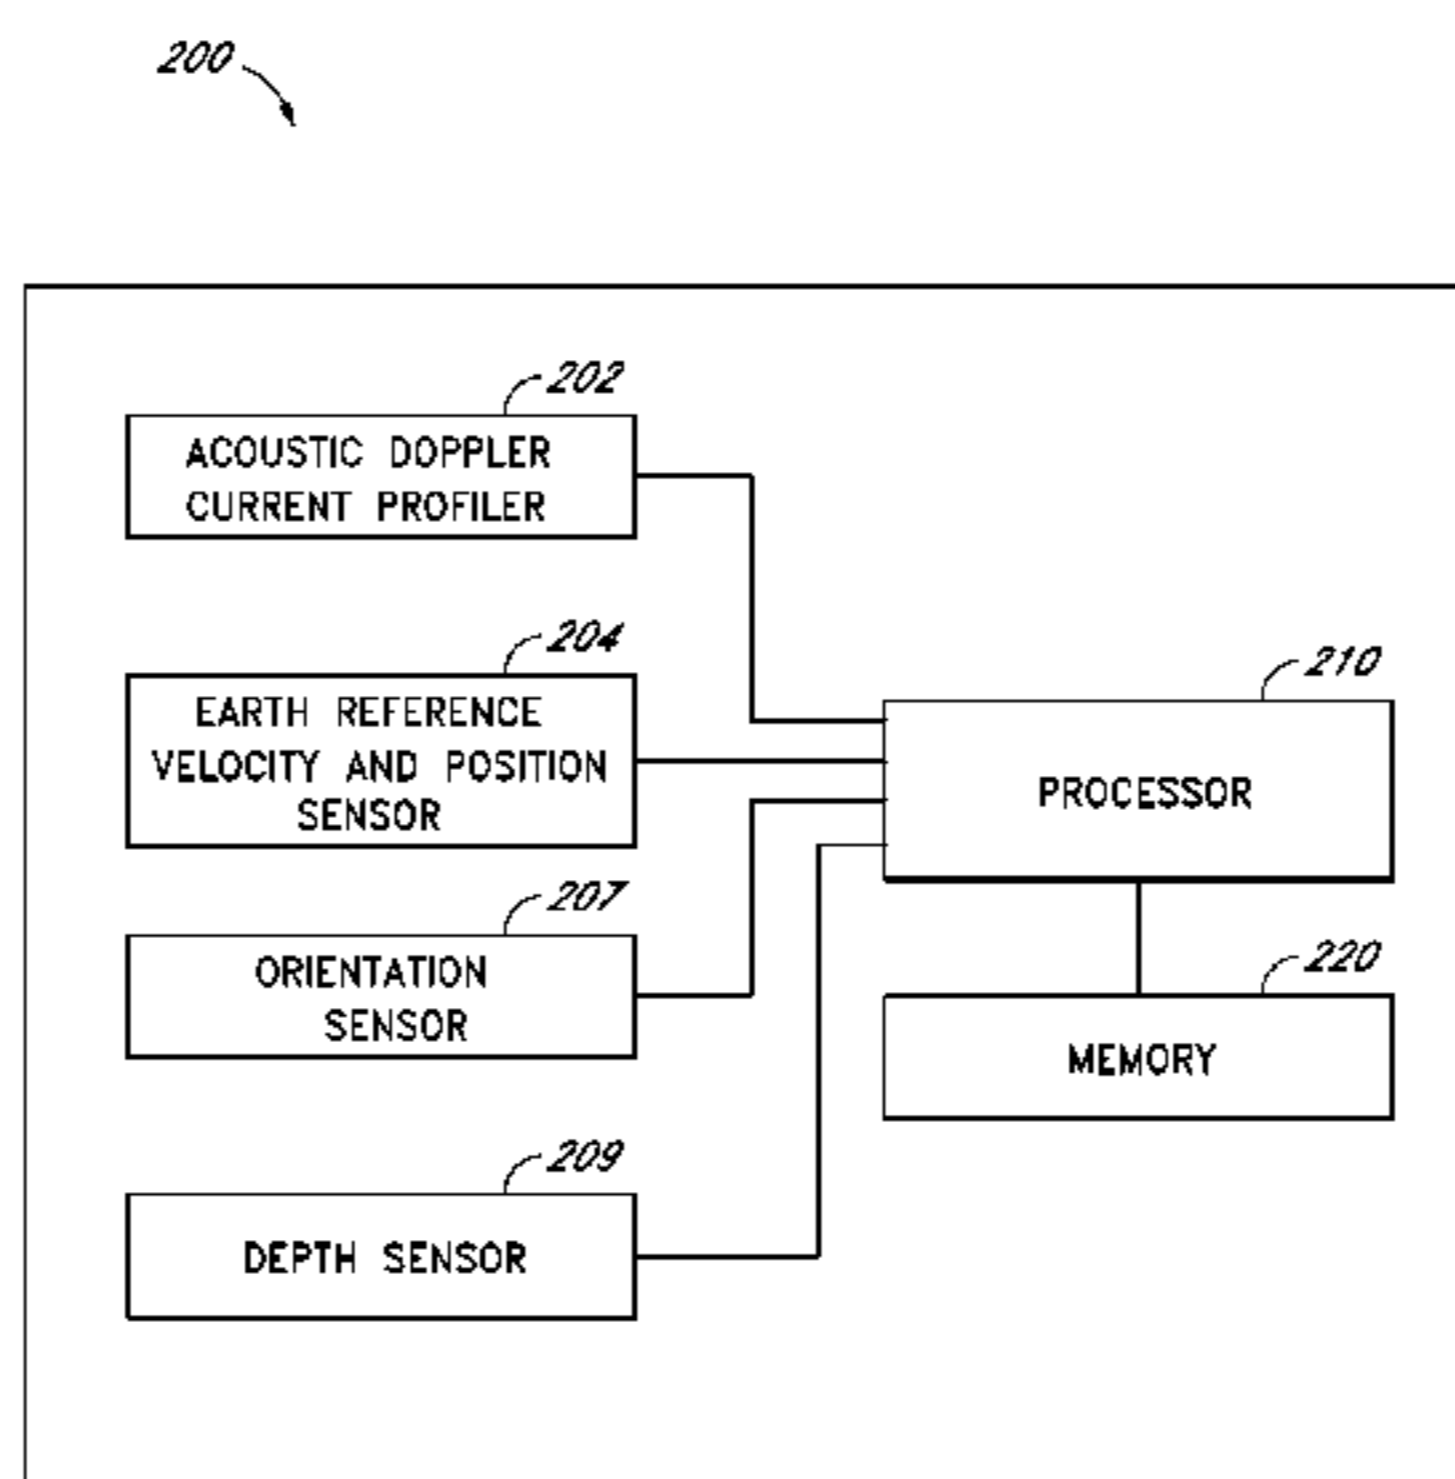 200
202
ACOUSTIC DOPPLER
CURRENT PROFILER
204
EARTH REFERENCE
VELOCITY AND POSITION
SENSOR
210
PROCESSOR
207
ORIENTATION
SENSOR
220
MEMORY
209
DEPTH SENSOR